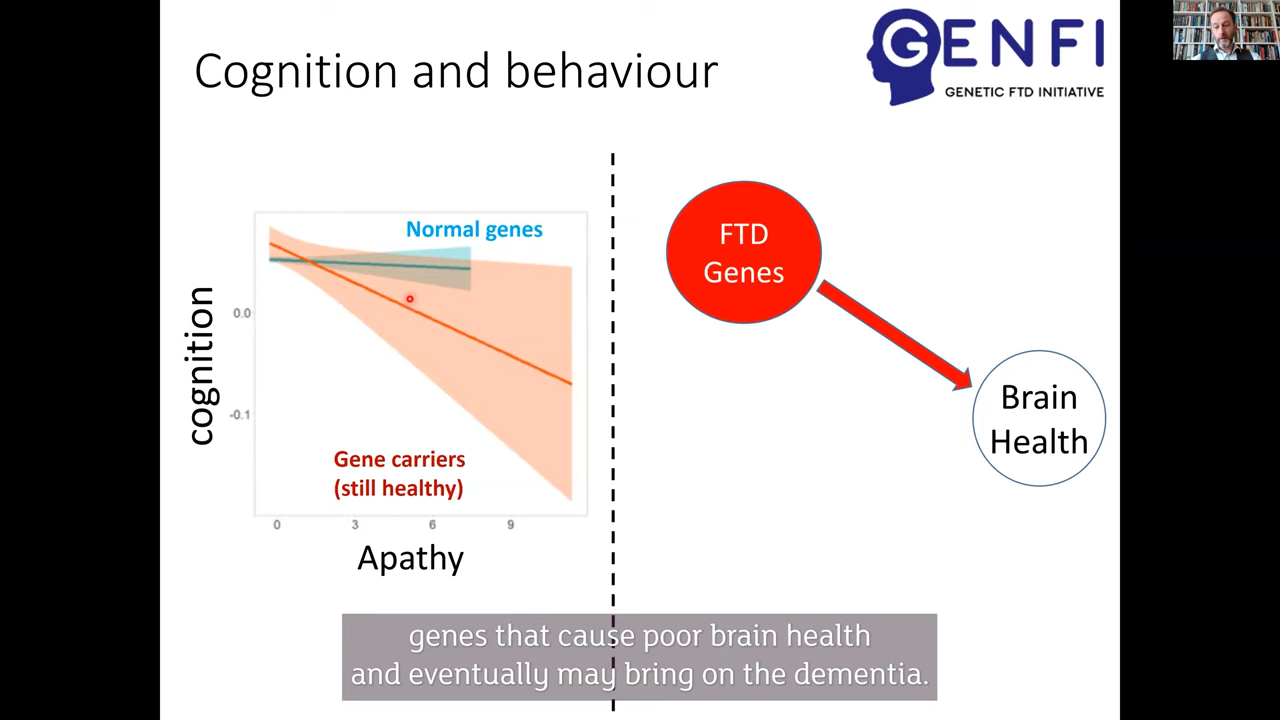 Cognition and behaviour
GENFI
GENETIC FTD INITIATIVE
Normal genes
cognition
0.0
-0.1
Gene carriers
(still healthy)
0 3 6 9
Apathy
FTD
Genes
Brain
Health
genes that cause poor brain health
and eventually may bring on the dementia.